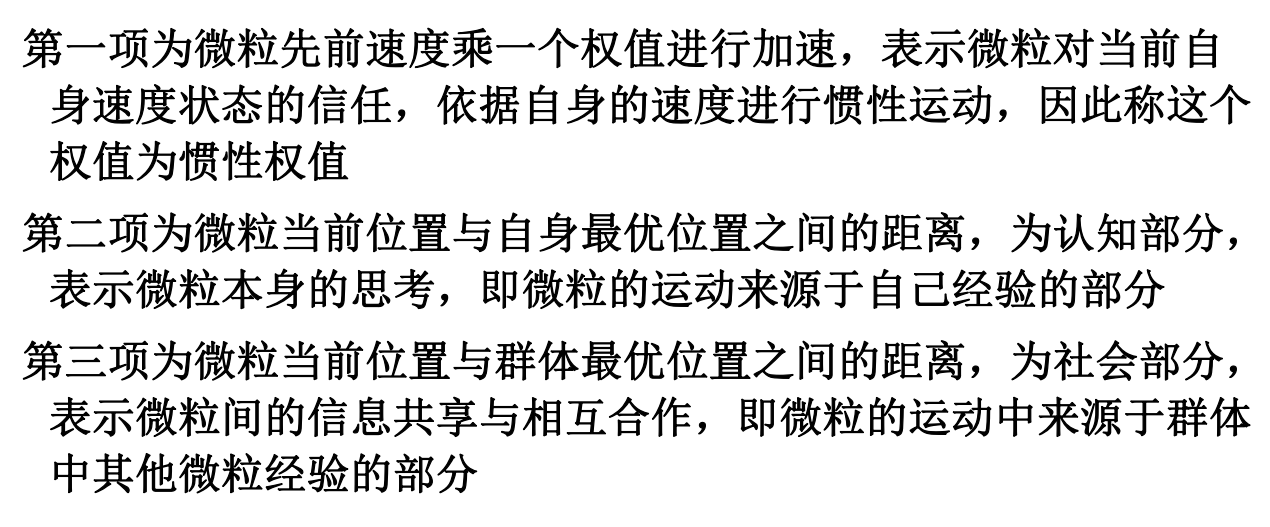 第一项为微粒先前速度乘一个权值进行加速，表示微粒对当前自
身速度状态的信任，依据自身的速度进行惯性运动，因此称这个
权值为惯性权值
第二项为微粒当前位置与自身最优位置之间的距离，为认知部分，
表示微粒本身的思考，即微粒的运动来源于自己经验的部分
第三项为微粒当前位置与群体最优位置之间的距离，为社会部分，
表示微粒间的信息共享与相互合作，即微粒的运动中来源于群体
中其他微粒经验的部分